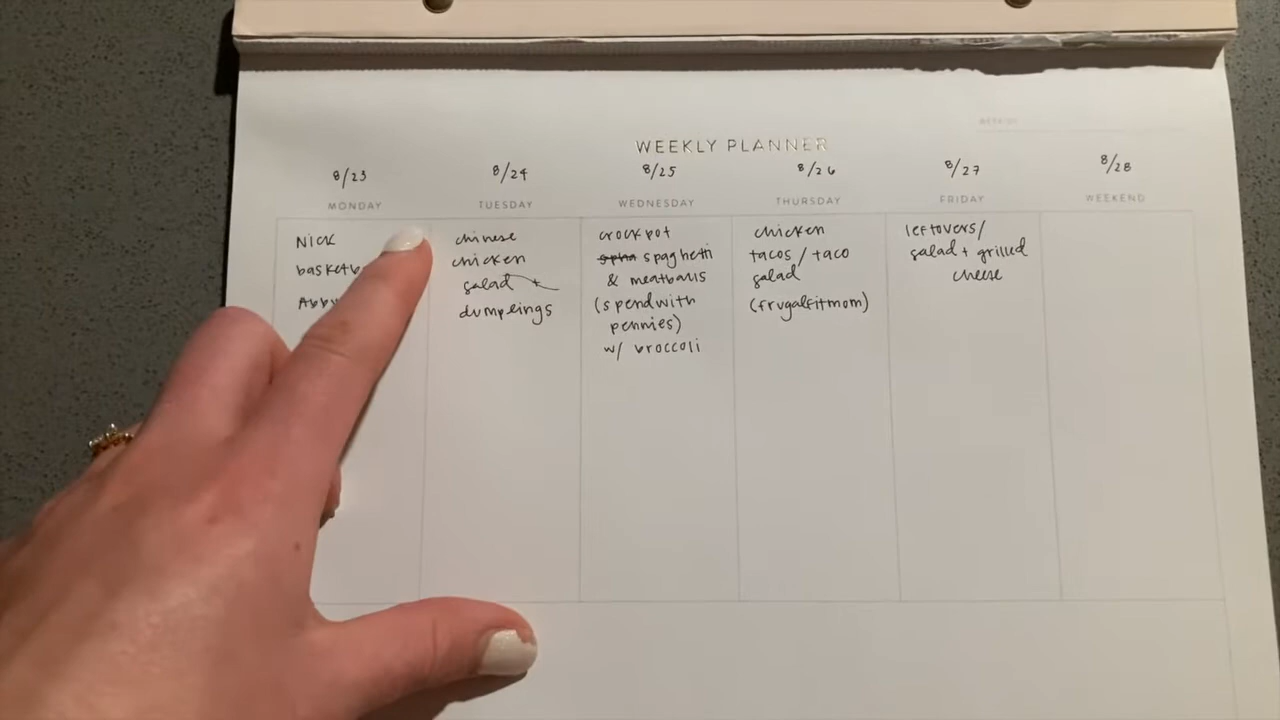 WEEK OF
WEEKLY PLANNER
8/23
MONDAY
Nick
8/24
TUESDAY
chinese
chicken
salad +
dumplings
8/25
WEDNESDAY
crockpot
spaghetti
& meatballs
(spendwith
pennies)
w/ broccoli
8/26
THURSDAY
chicken
tacos / taco
salad
(frugalfitmom)
8/27
FRIDAY
leftovers/
salad + grilled
cheese
8/28
WEEKEND